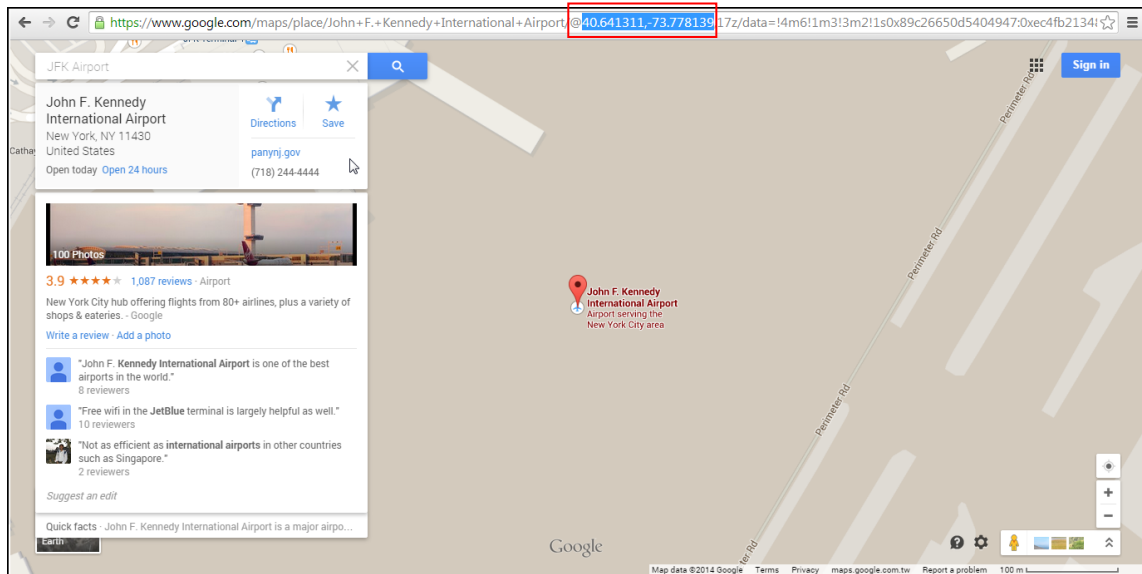 https://www.google.com/maps/place/John+F.+Kennedy+International+Airport/@40.641311,-73.778139,17z/data=!4m6!1m3!3m2!1s0x89c26650d5404947:0xec4fb21348
JFK Airport
Sign in
John F. Kennedy
International Airport
New York, NY 11430
United States
Open today Open 24 hours
Directions
Save
panynj.gov
(718) 244-4444
Cathay
100 Photos
3.9 1,087 reviews · Airport
New York City hub offering flights from 80+ airlines, plus a variety of
shops & eateries. - Google
Write a review · Add a photo
"John F. Kennedy International Airport is one of the best
airports in the world."
8 reviewers
"Free wifi in the JetBlue terminal is largely helpful as well."
10 reviewers
"Not as efficient as international airports in other countries
such as Singapore."
2 reviewers
Suggest an edit
Quick facts · John F. Kennedy International Airport is a major airpo...
Earth
John F. Kennedy
International Airport
Airport serving the
New York City area
Perimeter Rd
Perimeter Rd
Perimeter Rd
Google
Map data ©2014 Google Terms Privacy maps.google.com.tw Report a problem 100 m